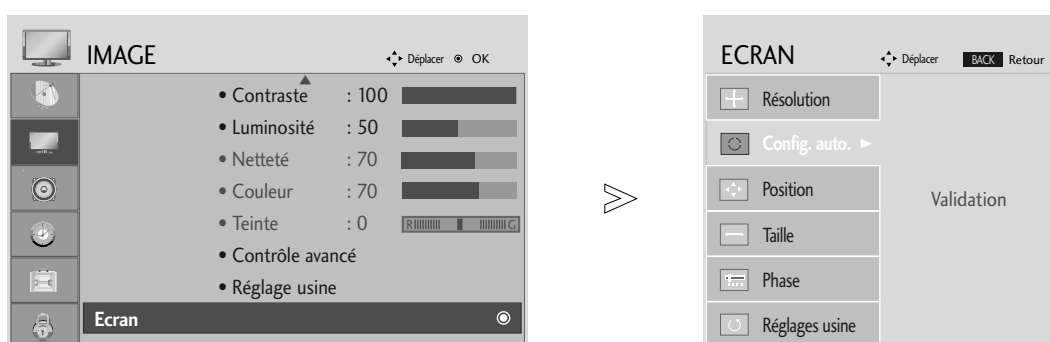 IMAGE Déplacer OK
• Contraste : 100
• Luminosité : 50
• Netteté : 70
• Couleur : 70
• Teinte : 0 R G
• Contrôle avancé
• Réglage usine
Ecran
ECRAN Déplacer BACK Retour
Résolution
Config. auto. ►
Position
Taille
Phase
Réglages usine
Validation